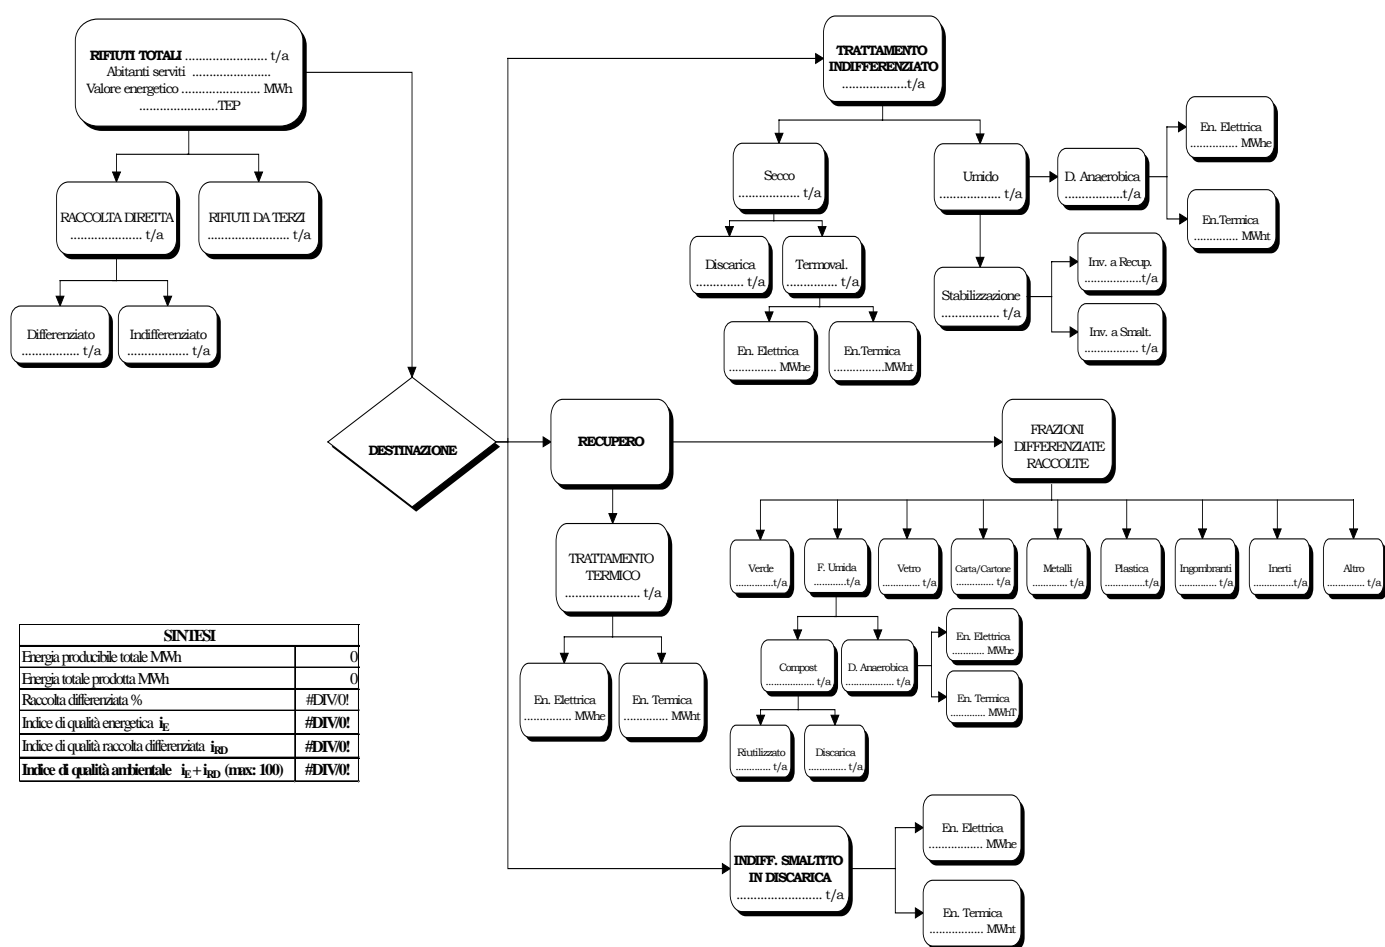 RIFIUTI TOTALI ........................ t/a
Abitanti serviti .......................
Valore energetico ....................... MWh
.......................TEP
RACCOLTA DIRETTA
..................... t/a
RIFIUTI DA TERZI
...................... t/a
Differenziato
................. t/a
Indifferenziato
.................. t/a
DESTINAZIONE
TRATTAMENTO
INDIFFERENZIATO
...................t/a
Secco
.................. t/a
Umido
................ t/a
D. Anaerobica
.................t/a
En. Elettrica
.............. MWhe
En.Termica
............. MWht
Discarica
.............. t/a
Termoval.
............. t/a
Stabilizzazione
................. t/a
Inv. a Recup.
................t/a
Inv. a Smalt.
................ t/a
En. Elettrica
.............. MWhe
En.Termica
...............MWht
RECUPERO
FRAZIONI
DIFFERENZIATE
RACCOLTE
TRATTAMENTO
TERMICO
...................... t/a
En. Elettrica
.............. MWhe
En. Termica
............. MWht
Verde
............t/a
F. Umida
............t/a
Vetro
............. t/a
Carta/Cartone
.............. t/a
Metalli
............. t/a
Plastica
.............t/a
Ingombranti
............. t/a
Inerti
.............t/a
Altro
............ t/a
Compost
................. t/a
D. Anaerobica
................ t/a
En. Elettrica
............ MWhe
En. Termica
............. MWhT
Riutilizzato
............. t/a
Discarica
.............. t/a
SINTESI
Energia producibile totale MWh 0
Energia totale prodotta MWh 0
Raccolta differenziata % #DIV/0!
Indice di qualità energetica iE #DIV/0!
Indice di qualità raccolta differenziata iRD #DIV/0!
Indice di qualità ambientale iE+iRD (max: 100) #DIV/0!
INDIFF. SMALTITO
IN DISCARICA
......................... t/a
En. Elettrica
................ MWhe
En. Termica
................ MWht